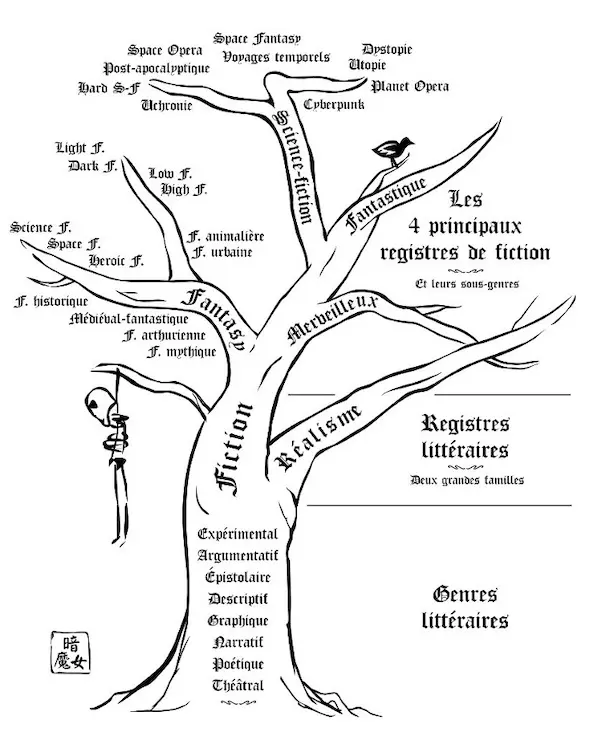 Space Fantasy
Space Opera
Voyages temporels
Dystopie
Utopie
Post-apocalyptique
Hard S-F
Planet Opera
Uchronie
Cyberpunk
Science-fiction
Light F.
Dark F.
Low F.
High F.
Fantastique
Les
4 principaux
registres de fiction
Et leurs sous-genres
Science F.
Space F.
Heroic F.
F. animalière
F. urbaine
Fantasy
F. historique
Médiéval-fantastique
F. arthurienne
F. mythique
Merveilleux
Fiction
Réalisme
Registres
littéraires
Deux grandes familles
Expérimental
Argumentatif
Épistolaire
Descriptif
Graphique
Narratif
Poétique
Théâtral
Genres
littéraires
暗
魔女